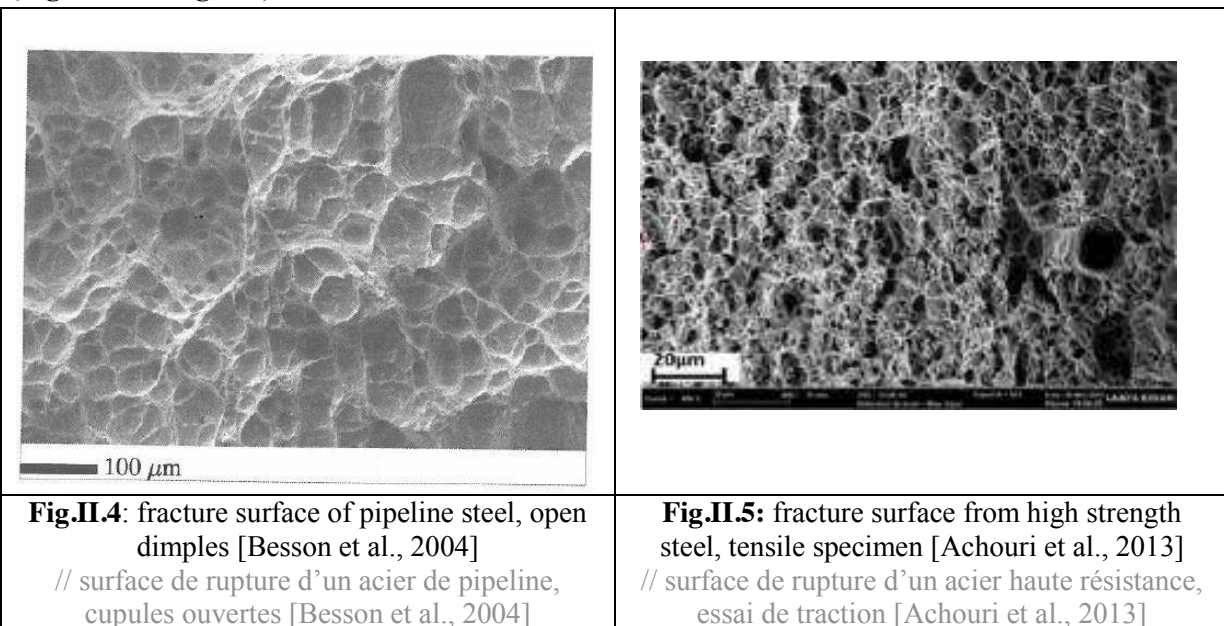 100 μm
20μm
Fig.II.4: fracture surface of pipeline steel, open
dimples [Besson et al., 2004]
// surface de rupture d'un acier de pipeline,
cupules ouvertes [Besson et al., 2004]
Fig.II.5: fracture surface from high strength
steel, tensile specimen [Achouri et al., 2013]
// surface de rupture d'un acier haute résistance,
essai de traction [Achouri et al., 2013]